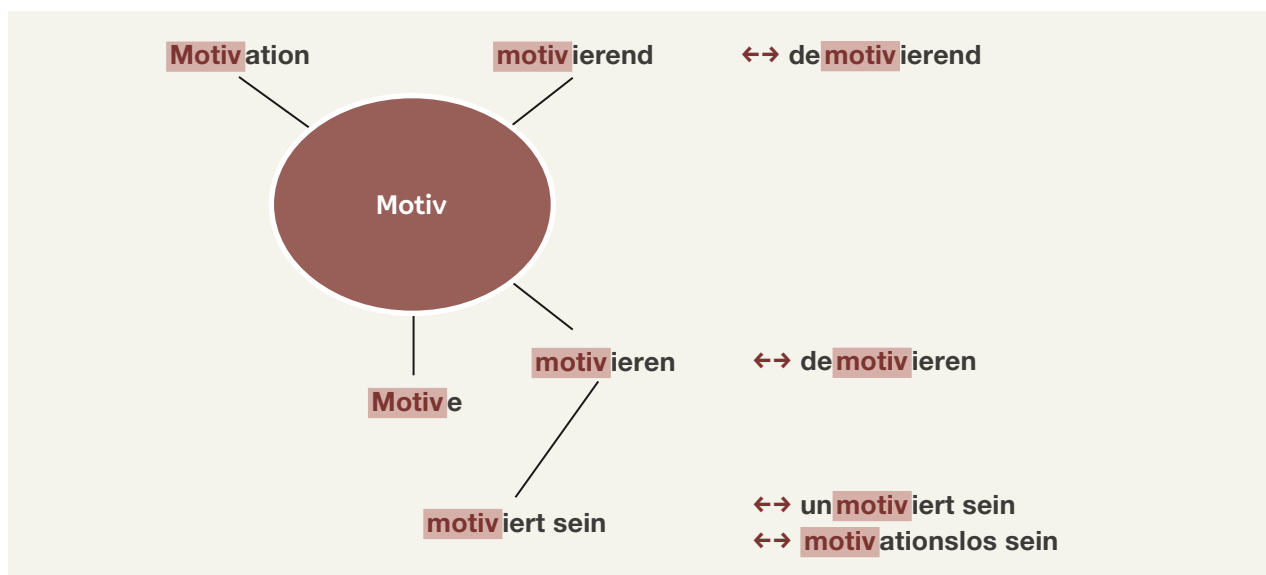 Motivation
motivierend ←→ demotivierend
Motiv
motivieren ←→ demotivieren
Motive
motiviert sein ←→ unmotiviert sein
←→ motivationslos sein